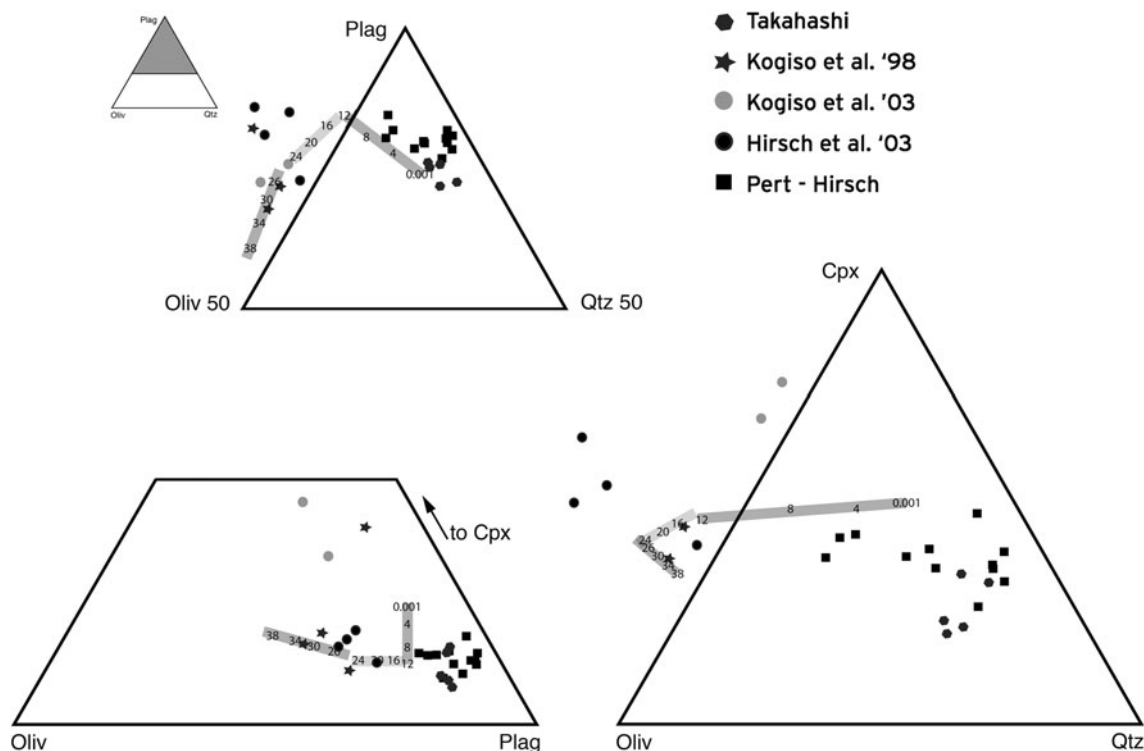 Plag
Oliv
Qtz
Plag
12
16
20
24
26
30
34
38
8
4
0.001
Oliv 50
Qtz 50
Takahashi
Kogiso et al. '98
Kogiso et al. '03
Hirsch et al. '03
Pert - Hirsch
to Cpx
0.001
4
8
12
16
20
24
26
30
34
38
Oliv
Plag
Cpx
0.001
4
8
12
16
20
24
26
30
34
38
Oliv
Qtz